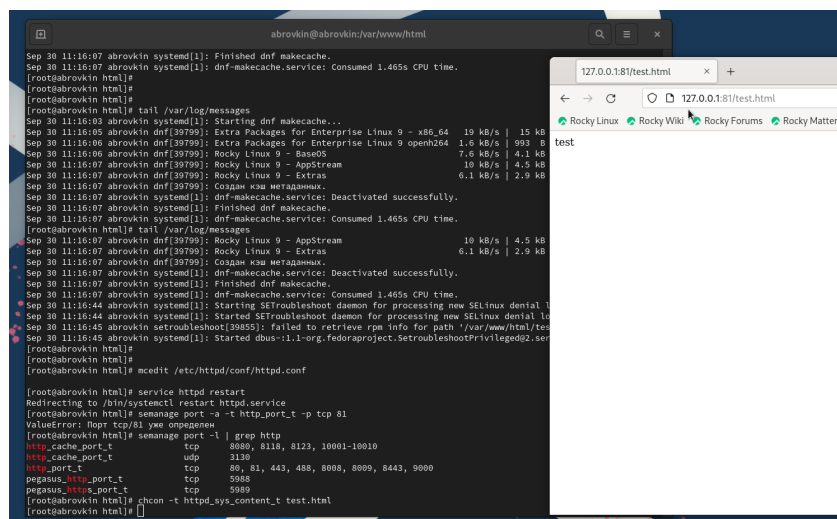 abrovkin@abrovkin:/var/www/html
Sep 30 11:16:07 abrovkin systemd[1]: Finished dnf makecache.
Sep 30 11:16:07 abrovkin systemd[1]: dnf-makecache.service: Consumed 1.465s CPU time.
[root@abrovkin html]#
[root@abrovkin html]#
[root@abrovkin html]#
[root@abrovkin html]# tail /var/log/messages
Sep 30 11:16:03 abrovkin systemd[1]: Starting dnf makecache...
Sep 30 11:16:05 abrovkin dnf[39799]: Extra Packages for Enterprise Linux 9 - x86_64 19 kB/s | 15 kB
Sep 30 11:16:06 abrovkin dnf[39799]: Extra Packages for Enterprise Linux 9 openh264 1.6 kB/s | 993 B
Sep 30 11:16:06 abrovkin dnf[39799]: Rocky Linux 9 - BaseOS 7.6 kB/s | 4.1 kB
Sep 30 11:16:07 abrovkin dnf[39799]: Rocky Linux 9 - AppStream 10 kB/s | 4.5 kB
Sep 30 11:16:07 abrovkin dnf[39799]: Rocky Linux 9 - Extras 6.1 kB/s | 2.9 kB
Sep 30 11:16:07 abrovkin dnf[39799]: Создан кэш метаданных.
Sep 30 11:16:07 abrovkin systemd[1]: dnf-makecache.service: Deactivated successfully.
Sep 30 11:16:07 abrovkin systemd[1]: Finished dnf makecache.
Sep 30 11:16:07 abrovkin systemd[1]: dnf-makecache.service: Consumed 1.465s CPU time.
[root@abrovkin html]# tail /var/log/messages
Sep 30 11:16:07 abrovkin dnf[39799]: Rocky Linux 9 - AppStream 10 kB/s | 4.5 kB
Sep 30 11:16:07 abrovkin dnf[39799]: Rocky Linux 9 - Extras 6.1 kB/s | 2.9 kB
Sep 30 11:16:07 abrovkin dnf[39799]: Создан кэш метаданных.
Sep 30 11:16:07 abrovkin systemd[1]: dnf-makecache.service: Deactivated successfully.
Sep 30 11:16:07 abrovkin systemd[1]: Finished dnf makecache.
Sep 30 11:16:07 abrovkin systemd[1]: dnf-makecache.service: Consumed 1.465s CPU time.
Sep 30 11:16:44 abrovkin systemd[1]: Starting SETroubleshoot daemon for processing new SELinux denial l
Sep 30 11:16:44 abrovkin systemd[1]: Started SETroubleshoot daemon for processing new SELinux denial lo
Sep 30 11:16:45 abrovkin setroubleshoot[39855]: failed to retrieve rpm info for path '/var/www/html/tes
Sep 30 11:16:45 abrovkin systemd[1]: Started dbus-:1.1-org.fedoraproject.SetroubleshootPrivileged@2.ser
[root@abrovkin html]#
[root@abrovkin html]#
[root@abrovkin html]# mcedit /etc/httpd/conf/httpd.conf
[root@abrovkin html]# service httpd restart
Redirecting to /bin/systemctl restart httpd.service
[root@abrovkin html]# semanage port -a -t http_port_t -p tcp 81
ValueError: Порт tcp/81 уже определен
[root@abrovkin html]# semanage port -l | grep http
http_cache_port_t tcp 8080, 8118, 8123, 10001-10010
http_cache_port_t udp 3130
http_port_t tcp 80, 81, 443, 488, 8008, 8009, 8443, 9000
pegasus_http_port_t tcp 5988
pegasus_https_port_t tcp 5989
[root@abrovkin html]# chcon -t httpd_sys_content_t test.html
[root@abrovkin html]#
127.0.0.1:81/test.html
127.0.0.1:81/test.html
Rocky Linux Rocky Wiki Rocky Forums Rocky Matter
test